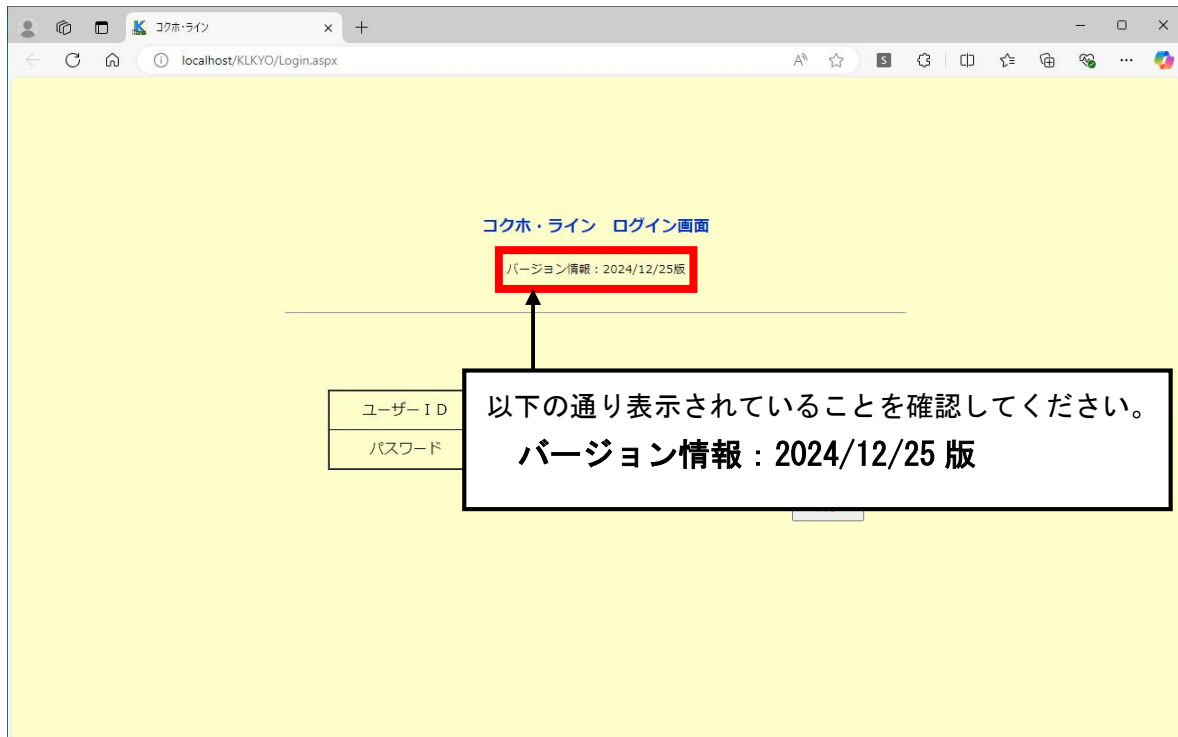 コクホ・ライン
localhost/KLKYO/Login.aspx
コクホ・ライン　ログイン画面
バージョン情報：2024/12/25版
ユーザーＩＤ
パスワード
以下の通り表示されていることを確認してください。
バージョン情報：2024/12/25 版